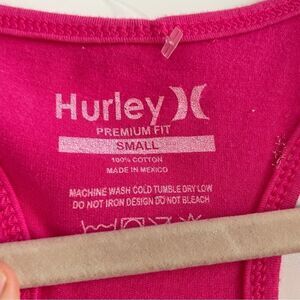 Hurley
PREMIUM FIT
SMALL
100% COTTON
MADE IN MEXICO
MACHINE WASH COLD TUMBLE DRY LOW
DO NOT IRON DESIGN DO NOT BLEACH